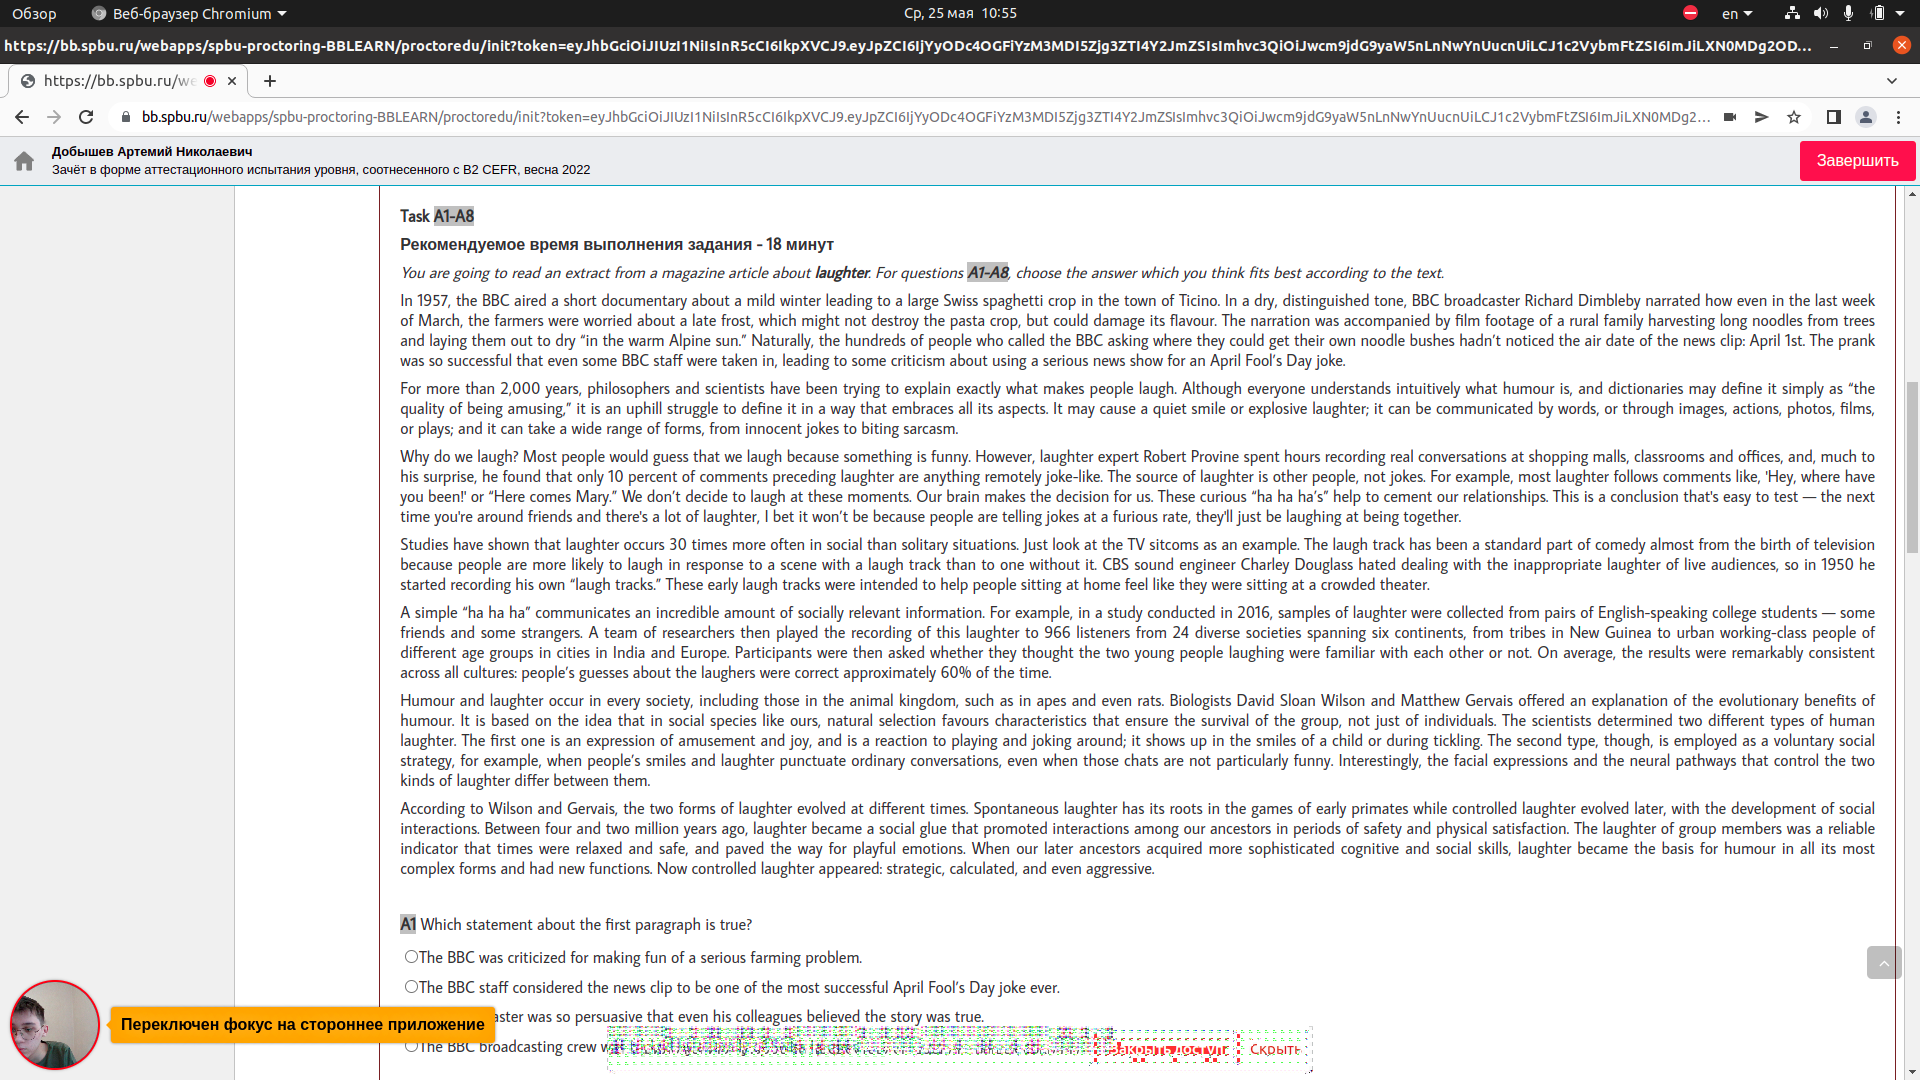 Обзор
Веб-браузер Chromium
Ср, 25 мая 10:55
en
https://bb.spbu.ru/webapps/spbu-proctoring-BBLEARN/proctoredu/init?token=
https://bb.spbu.ru/we
bb.spbu.ru/webapps/spbu-proctoring-BBLEARN/proctoredu/init?token=
Добышев Артемий Николаевич
Зачёт в форме аттестационного испытания уровня, соотнесенного с B2 CEFR, весна 2022
Завершить
Task A1-A8
Рекомендуемое время выполнения задания - 18 минут
You are going to read an extract from a magazine article about laughter. For questions A1-A8, choose the answer which you think fits best according to the text.
In 1957, the BBC aired a short documentary about a mild winter leading to a large Swiss spaghetti crop in the town of Ticino. In a dry, distinguished tone, BBC broadcaster Richard Dimbleby narrated how even in the last week
of March, the farmers were worried about a late frost, which might not destroy the pasta crop, but could damage its flavour. The narration was accompanied by film footage of a rural family harvesting long noodles from trees
and laying them out to dry “in the warm Alpine sun.” Naturally, the hundreds of people who called the BBC asking where they could get their own noodle bushes hadn’t noticed the air date of the news clip: April 1st. The prank
was so successful that even some BBC staff were taken in, leading to some criticism about using a serious news show for an April Fool’s Day joke.
For more than 2,000 years, philosophers and scientists have been trying to explain exactly what makes people laugh. Although everyone understands intuitively what humour is, and dictionaries may define it simply as “the
quality of being amusing,” it is an uphill struggle to define it in a way that embraces all its aspects. It may cause a quiet smile or explosive laughter; it can be communicated by words, or through images, actions, photos, films,
or plays; and it can take a wide range of forms, from innocent jokes to biting sarcasm.
Why do we laugh? Most people would guess that we laugh because something is funny. However, laughter expert Robert Provine spent hours recording real conversations at shopping malls, classrooms and offices, and, much to
his surprise, he found that only 10 percent of comments preceding laughter are anything remotely joke-like. The source of laughter is other people, not jokes. For example, most laughter follows comments like, 'Hey, where have
you been!' or “Here comes Mary.” We don’t decide to laugh at these moments. Our brain makes the decision for us. These curious “ha ha ha’s” help to cement our relationships. This is a conclusion that's easy to test — the next
time you're around friends and there's a lot of laughter, I bet it won’t be because people are telling jokes at a furious rate, they'll just be laughing at being together.
Studies have shown that laughter occurs 30 times more often in social than solitary situations. Just look at the TV sitcoms as an example. The laugh track has been a standard part of comedy almost from the birth of television
because people are more likely to laugh in response to a scene with a laugh track than to one without it. CBS sound engineer Charley Douglass hated dealing with the inappropriate laughter of live audiences, so in 1950 he
started recording his own “laugh tracks.” These early laugh tracks were intended to help people sitting at home feel like they were sitting at a crowded theater.
A simple “ha ha ha” communicates an incredible amount of socially relevant information. For example, in a study conducted in 2016, samples of laughter were collected from pairs of English-speaking college students — some
friends and some strangers. A team of researchers then played the recording of this laughter to 966 listeners from 24 diverse societies spanning six continents, from tribes in New Guinea to urban working-class people of
different age groups in cities in India and Europe. Participants were then asked whether they thought the two young people laughing were familiar with each other or not. On average, the results were remarkably consistent
across all cultures: people’s guesses about the laughers were correct approximately 60% of the time.
Humour and laughter occur in every society, including those in the animal kingdom, such as in apes and even rats. Biologists David Sloan Wilson and Matthew Gervais offered an explanation of the evolutionary benefits of
humour. It is based on the idea that in social species like ours, natural selection favours characteristics that ensure the survival of the group, not just of individuals. The scientists determined two different types of human
laughter. The first one is an expression of amusement and joy, and is a reaction to playing and joking around; it shows up in the smiles of a child or during tickling. The second type, though, is employed as a voluntary social
strategy, for example, when people’s smiles and laughter punctuate ordinary conversations, even when those chats are not particularly funny. Interestingly, the facial expressions and the neural pathways that control the two
kinds of laughter differ between them.
According to Wilson and Gervais, the two forms of laughter evolved at different times. Spontaneous laughter has its roots in the games of early primates while controlled laughter evolved later, with the development of social
interactions. Between four and two million years ago, laughter became a social glue that promoted interactions among our ancestors in periods of safety and physical satisfaction. The laughter of group members was a reliable
indicator that times were relaxed and safe, and paved the way for playful emotions. When our later ancestors acquired more sophisticated cognitive and social skills, laughter became the basis for humour in all its most
complex forms and had new functions. Now controlled laughter appeared: strategic, calculated, and even aggressive.
A1 Which statement about the first paragraph is true?
The BBC was criticized for making fun of a serious farming problem.
The BBC staff considered the news clip to be one of the most successful April Fool’s Day joke ever.
aster was so persuasive that even his colleagues believed the story was true.
Переключен фокус на стороннее приложение
The BBC broadcasting crew
Закрыть доступ
Скрыть